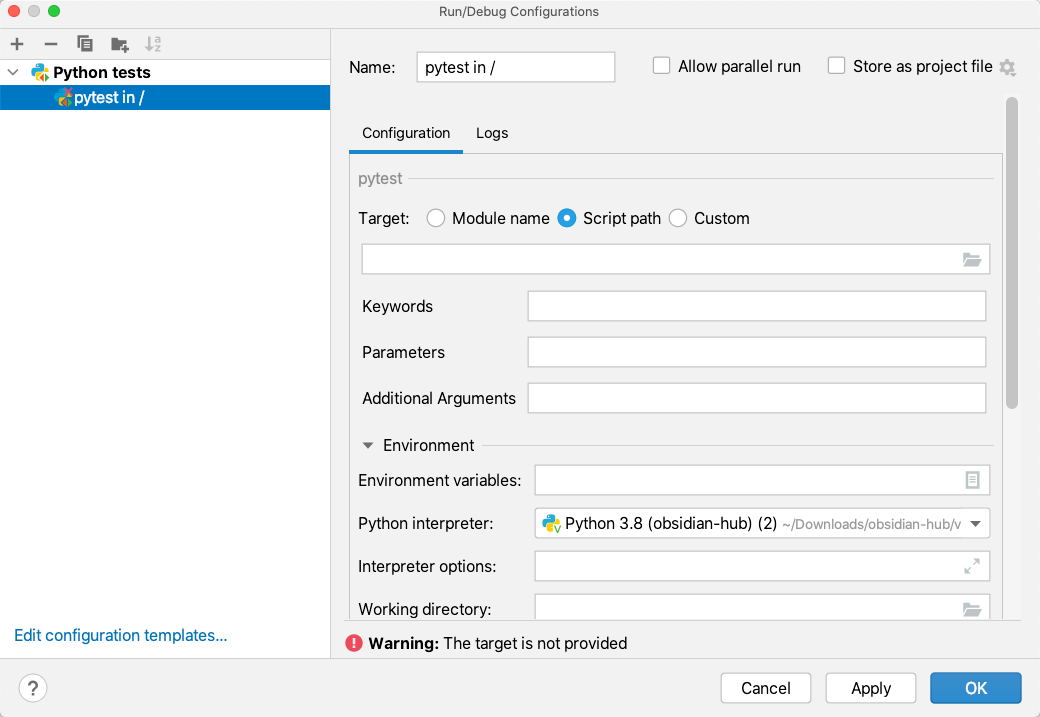 Run/Debug Configurations
Python tests
pytest in /
Edit configuration templates...
Name: pytest in / Allow parallel run Store as project file
Configuration Logs
pytest
Target: Module name Script path Custom
Keywords
Parameters
Additional Arguments
Environment
Environment variables:
Python interpreter: Python 3.8 (obsidian-hub) (2) ~/Downloads/obsidian-hub/v
Interpreter options:
Working directory:
Warning: The target is not provided
? Cancel Apply OK